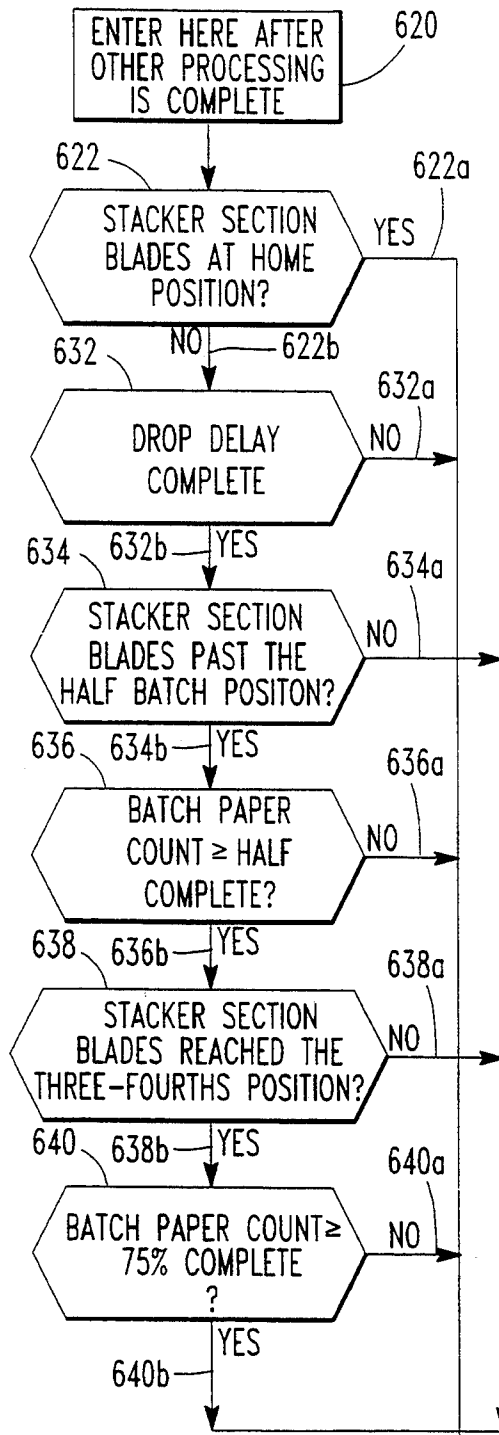 ENTER HERE AFTER
OTHER PROCESSING
IS COMPLETE
620
622
622a
STACKER SECTION
BLADES AT HOME
POSITION?
YES
NO
622b
632
632a
DROP DELAY
COMPLETE
NO
632b
YES
634
634a
STACKER SECTION
BLADES PAST THE
HALF BATCH POSITON?
NO
634b
YES
636
636a
BATCH PAPER
COUNT ≥ HALF
COMPLETE?
NO
636b
YES
638
638a
STACKER SECTION
BLADES REACHED THE
THREE-FOURTHS POSITION?
NO
638b
YES
640
640a
BATCH PAPER COUNT≥
75% COMPLETE
?
NO
YES
640b